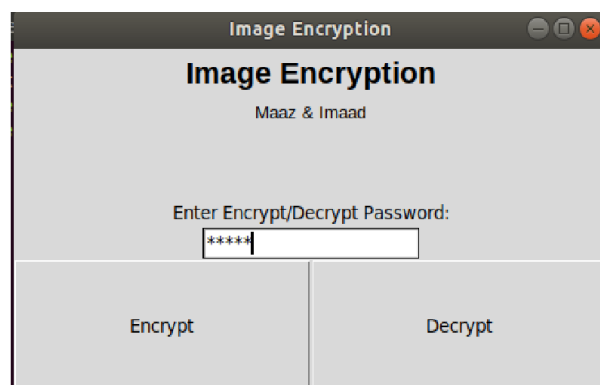 Image Encryption
Image Encryption
Maaz & Imaad
Enter Encrypt/Decrypt Password:
*****
Encrypt Decrypt